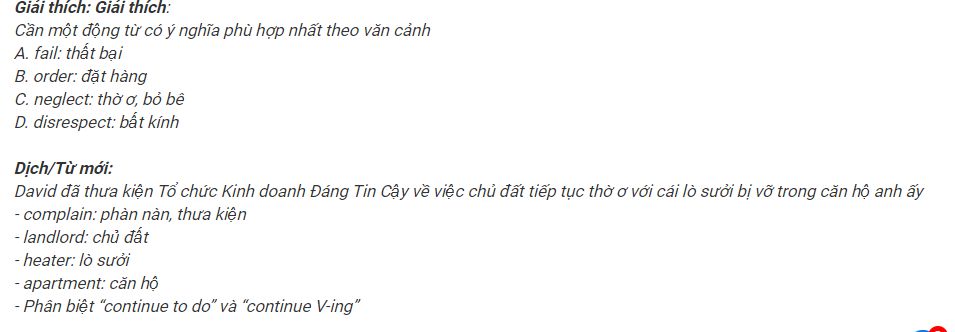 Giải thích: Giải thích:
Cần một động từ có ý nghĩa phù hợp nhất theo văn cảnh
A. fail: thất bại
B. order: đặt hàng
C. neglect: thờ ơ, bỏ bê
D. disrespect: bất kính
Dịch/Từ mới:
David đã thưa kiện Tổ chức Kinh doanh Đáng Tin Cậy về việc chủ đất tiếp tục thờ ơ với cái lò sưởi bị vỡ trong căn hộ anh ấy
- complain: phàn nàn, thưa kiện
- landlord: chủ đất
- heater: lò sưởi
- apartment: căn hộ
- Phân biệt “continue to do” và “continue V-ing”